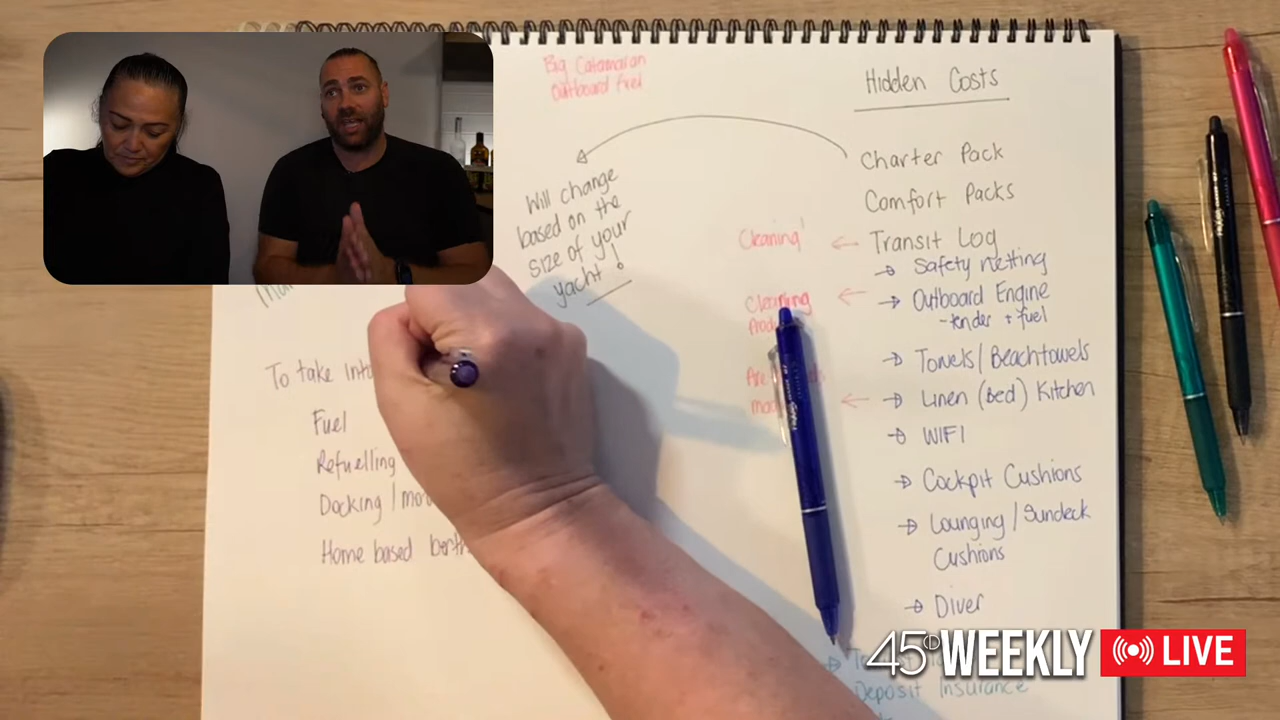 Big Catamaran
Outboard Fuel
Hidden Costs
Will change
based on the
size of your
yacht!
To take into
Fuel
Refuelling
Docking /
Home based
Charter Pack
Comfort Packs
Cleaning
Transit Log
Safety netting
Cleaning
Outboard Engine
-tender + fuel
Towels/Beachtowels
Are
Linen (Bed) Kitchen
WIFI
Cockpit Cushions
Lounging/Sundeck
Cushions
Diver
Deposit Insurance
45° WEEKLY
LIVE